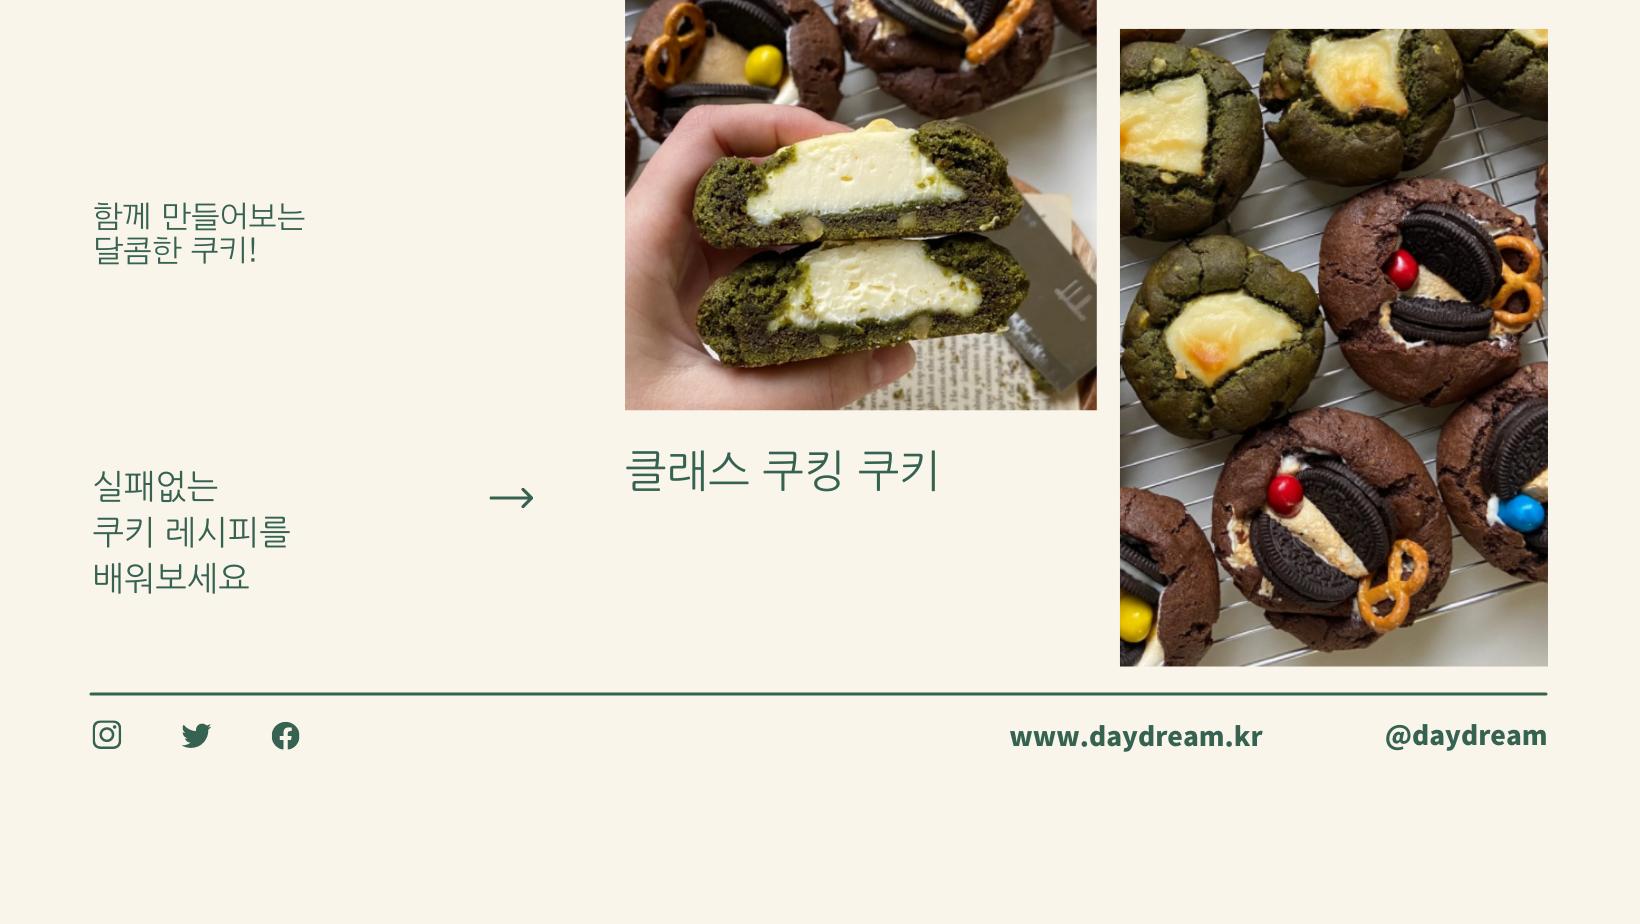 함께 만들어보는
달콤한 쿠키!
실패없는
쿠키 레시피를
배워보세요
클래스 쿠킹 쿠키
www.daydream.kr
@daydream